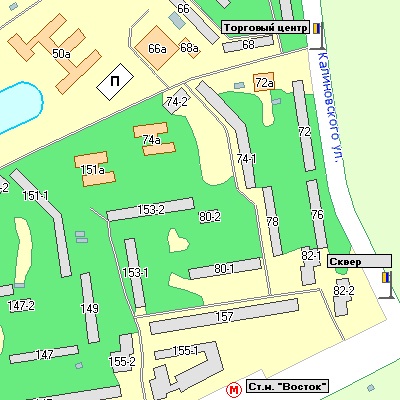 66
Торговый центр
50а
66а
68а
68
П
74-2
72а
Калиновского ул.
72
74а
74-1
151а
-2
151-1
153-2
80-2
78
76
153-1
80-1
82-1
Сквер
82-2
147-2
149
157
147
155-2
155-1
М
Ст.м. "Восток"